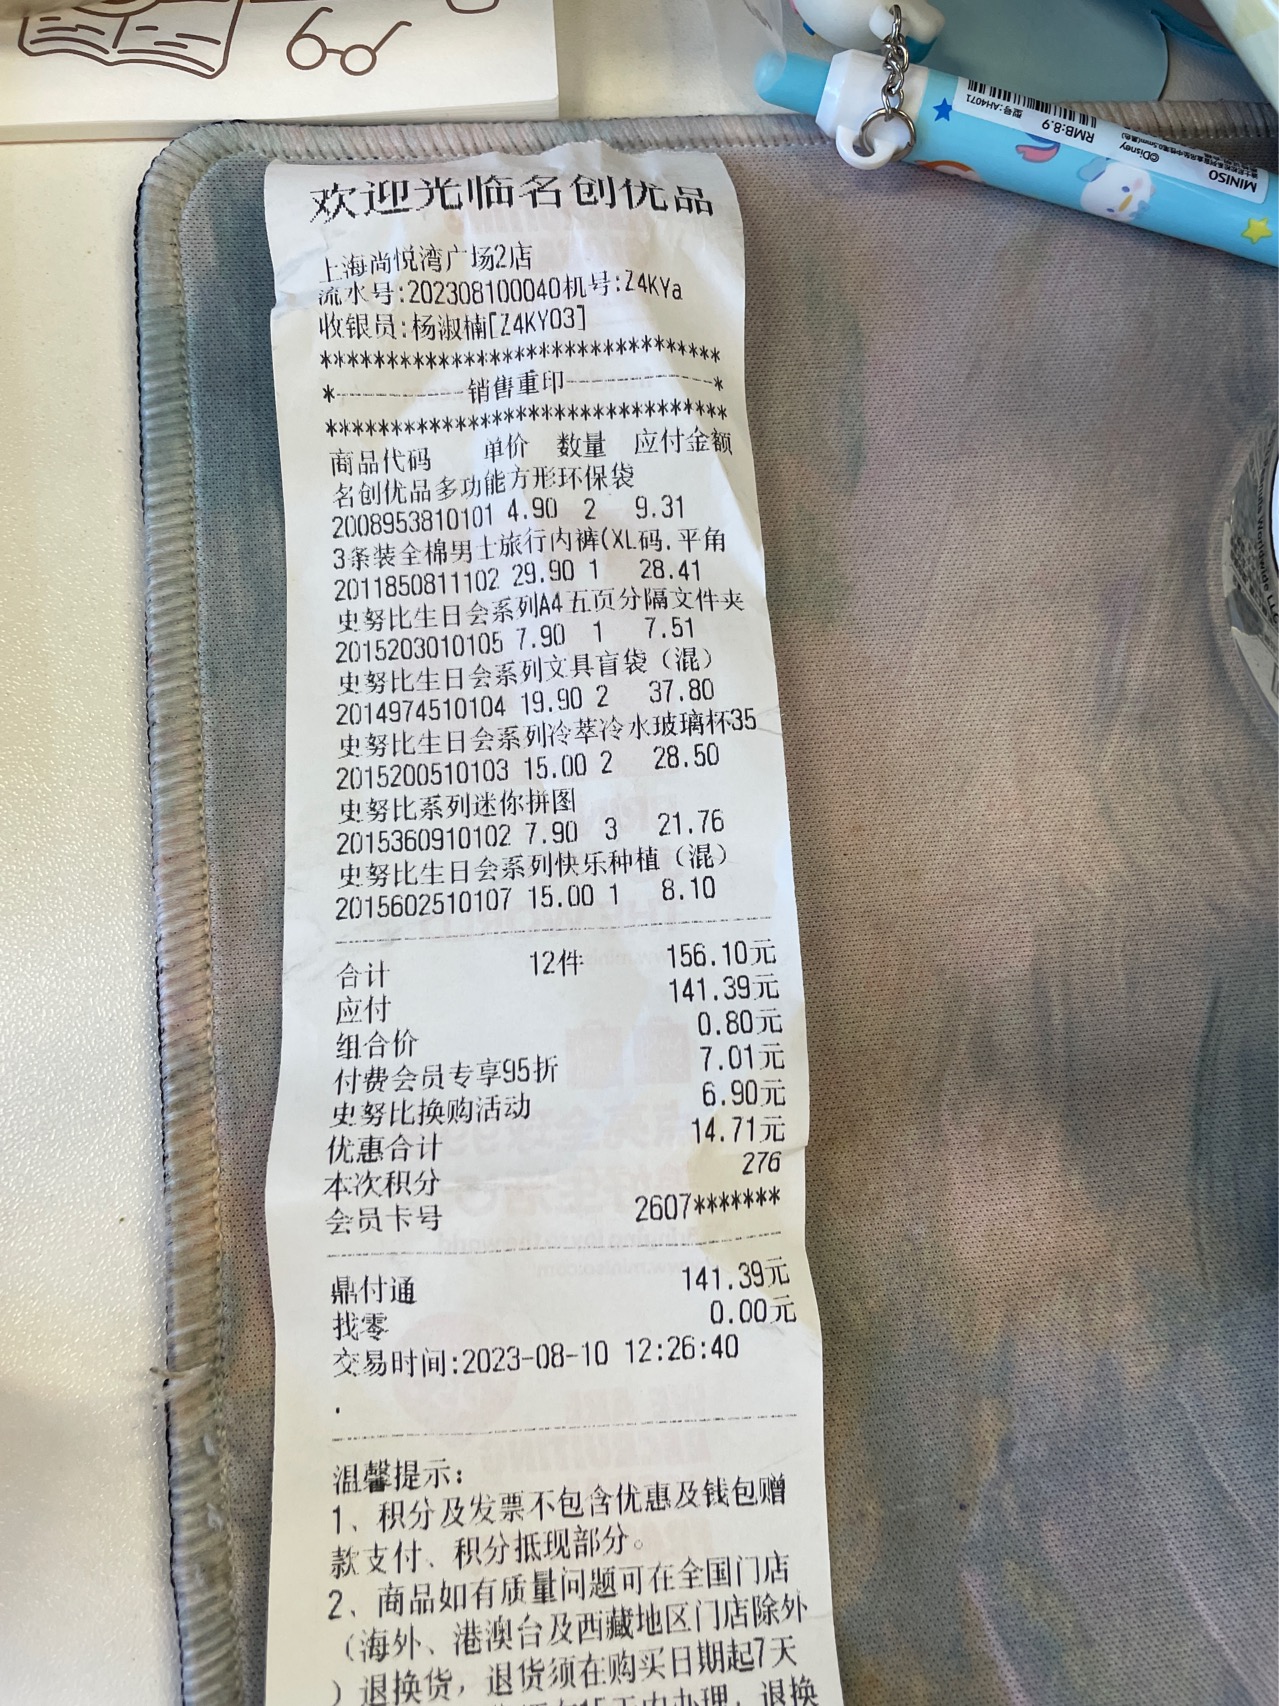 欢迎光临名创优品
上海尚悦湾广场2店
流水号:202308100040机号:Z4KYa
收银员:杨淑楠[Z4KY03]
*******************************
*-----------销售重印------------*
*******************************
商品代码 单价 数量 应付金额
名创优品多功能方形环保袋
2008953810101 4.90 2 9.31
3条装全棉男士旅行内裤(XL码.平角
2011850811102 29.90 1 28.41
史努比生日会系列A4五页分隔文件夹
2015203010105 7.90 1 7.51
史努比生日会系列文具盲袋（混）
2014974510104 19.90 2 37.80
史努比生日会系列冷萃冷水玻璃杯35
2015200510103 15.00 2 28.50
史努比系列迷你拼图
2015360910102 7.90 3 21.76
史努比生日会系列快乐种植（混）
2015602510107 15.00 1 8.10
合计 12件 156.10元
应付 141.39元
组合价 0.80元
付费会员专享95折 7.01元
史努比换购活动 6.90元
优惠合计 14.71元
本次积分 276
会员卡号 2607*******
鼎付通 141.39元
找零 0.00元
交易时间:2023-08-10 12:26:40
.
温馨提示:
1、积分及发票不包含优惠及钱包赠
款支付、积分抵现部分。
2、商品如有质量问题可在全国门店
（海外、港澳台及西藏地区门店除外
）退换货，退货须在购买日期起7天
15天内办理，退换
MINISO
©Disney
RMB:8.9
型号:AH4071